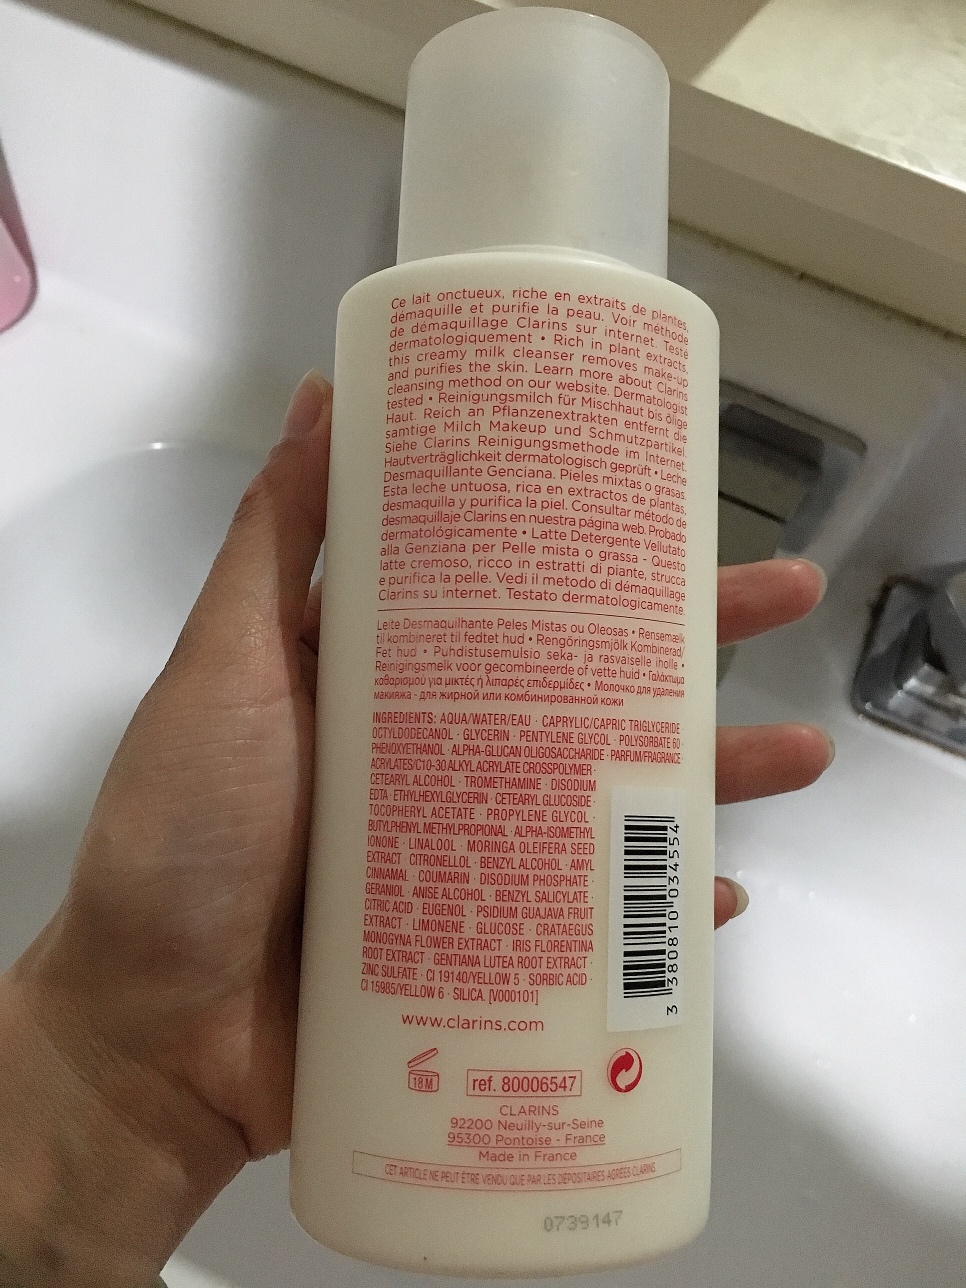 Ce lait onctueux, riche en extraits de plantes,
démaquille et purifie la peau. Voir méthode
de démaquillage Clarins sur internet. Testé
dermatologiquement • Rich in plant extracts,
this creamy milk cleanser removes make-up
and purifies the skin. Learn more about Clarins
cleansing method on our website. Dermatologist
tested • Reinigungsmilch für Mischhaut bis ölige
Haut. Reich an Pflanzenextrakten entfernt die
samtige Milch Makeup und Schmutzpartikel.
Siehe Clarins Reinigungsmethode im Internet.
Hautverträglichkeit dermatologisch geprüft • Leche
Desmaquillante Genciana. Pieles mixtas o grasas.
Esta leche untuosa, rica en extractos de plantas,
desmaquilla y purifica la piel. Consultar método de
desmaquillaje Clarins en nuestra página web. Probado
dermatológicamente • Latte Detergente Vellutato
alla Genziana per Pelle mista o grassa - Questo
latte cremoso, ricco in estratti di piante, strucca
e purifica la pelle. Vedi il metodo di démaquillage
Clarins su internet. Testato dermatologicamente.
Leite Desmaquilhante Peles Mistas ou Oleosas • Rensemælk
til kombineret til fedtet hud • Rengöringsmjölk Kombinerad/
Fet hud • Puhdistusemulsio seka- ja rasvaiselle iholle •
Reinigingsmelk voor gecombineerde of vette huid • Γαλάκτωμα
καθαρισμού για μικτές ή λιπαρές επιδερμίδες • Молочко для удаления
макияжа - для жирной или комбинированной кожи
INGREDIENTS: AQUA/WATER/EAU · CAPRYLIC/CAPRIC TRIGLYCERIDE
OCTYLDODECANOL · GLYCERIN · PENTYLENE GLYCOL · POLYSORBATE 60 ·
PHENOXYETHANOL · ALPHA-GLUCAN OLIGOSACCHARIDE · PARFUM/FRAGRANCE
ACRYLATES/C10-30 ALKYL ACRYLATE CROSSPOLYMER ·
CETEARYL ALCOHOL · TROMETHAMINE · DISODIUM
EDTA · ETHYLHEXYLGLYCERIN · CETEARYL GLUCOSIDE ·
TOCOPHERYL ACETATE · PROPYLENE GLYCOL ·
BUTYLPHENYL METHYLPROPIONAL · ALPHA-ISOMETHYL
IONONE · LINALOOL · MORINGA OLEIFERA SEED
EXTRACT · CITRONELLOL · BENZYL ALCOHOL · AMYL
CINNAMAL · COUMARIN · DISODIUM PHOSPHATE ·
GERANIOL · ANISE ALCOHOL · BENZYL SALICYLATE ·
CITRIC ACID · EUGENOL · PSIDIUM GUAJAVA FRUIT
EXTRACT · LIMONENE · GLUCOSE · CRATAEGUS
MONOGYNA FLOWER EXTRACT · IRIS FLORENTINA
ROOT EXTRACT · GENTIANA LUTEA ROOT EXTRACT ·
ZINC SULFATE · CI 19140/YELLOW 5 · SORBIC ACID ·
CI 15985/YELLOW 6 · SILICA. [V000101]
3 380810 034554
www.clarins.com
18 M
ref. 80006547
CLARINS
92200 Neuilly-sur-Seine
95300 Pontoise - France
Made in France
CET ARTICLE NE PEUT ÊTRE VENDU QUE PAR LES DÉPOSITAIRES AGRÉÉS CLARINS
0739147